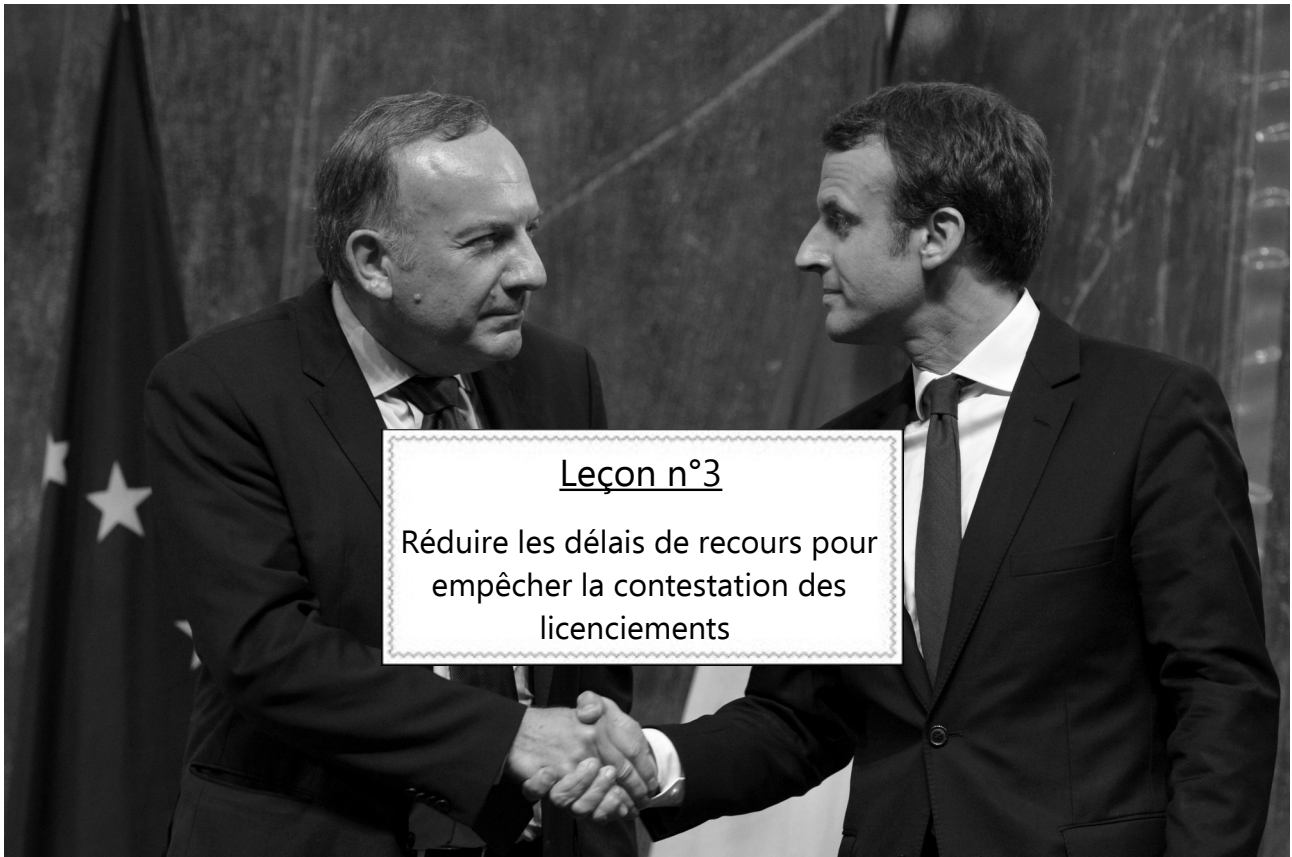 Leçon n°3
Réduire les délais de recours pour
empêcher la contestation des
licenciements